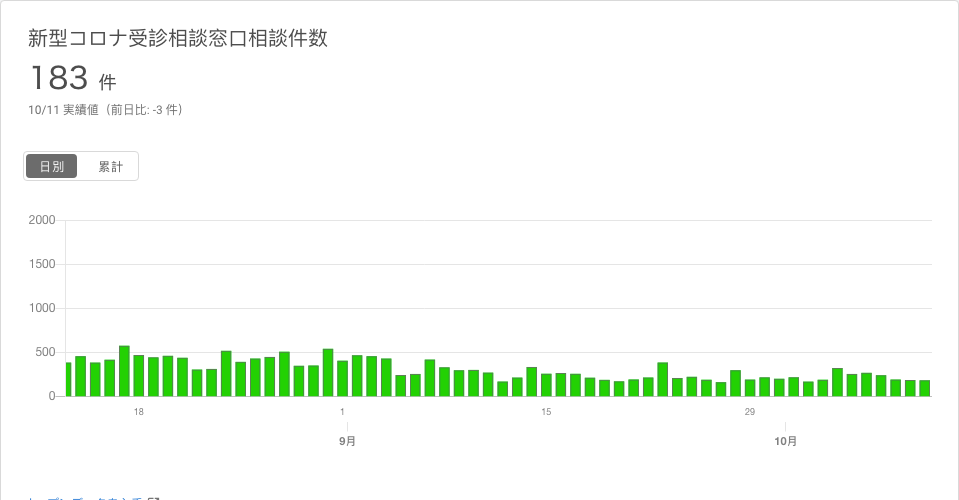 新型コロナ受診相談窓口相談件数
183 件
10/11 実績値（前日比: -3 件）
日別 累計
2000
1500
1000
500
0
18 1 15 29
9月 10月